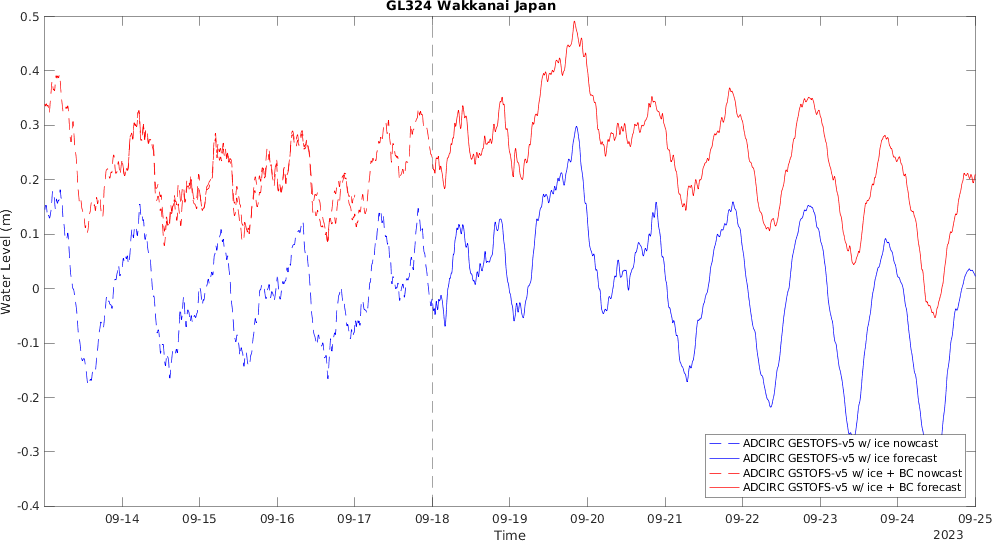 GL324 Wakkanai Japan
0.5
0.4
0.3
0.2
0.1
0
-0.1
-0.2
-0.3
-0.4
Water Level (m)
ADCIRC GESTOFS-v5 w/ ice nowcast
ADCIRC GESTOFS-v5 w/ ice forecast
ADCIRC GSTOFS-v5 w/ ice + BC nowcast
ADCIRC GSTOFS-v5 w/ ice + BC forecast
09-14 09-15 09-16 09-17 09-18 09-19 09-20 09-21 09-22 09-23 09-24 09-25
Time
2023